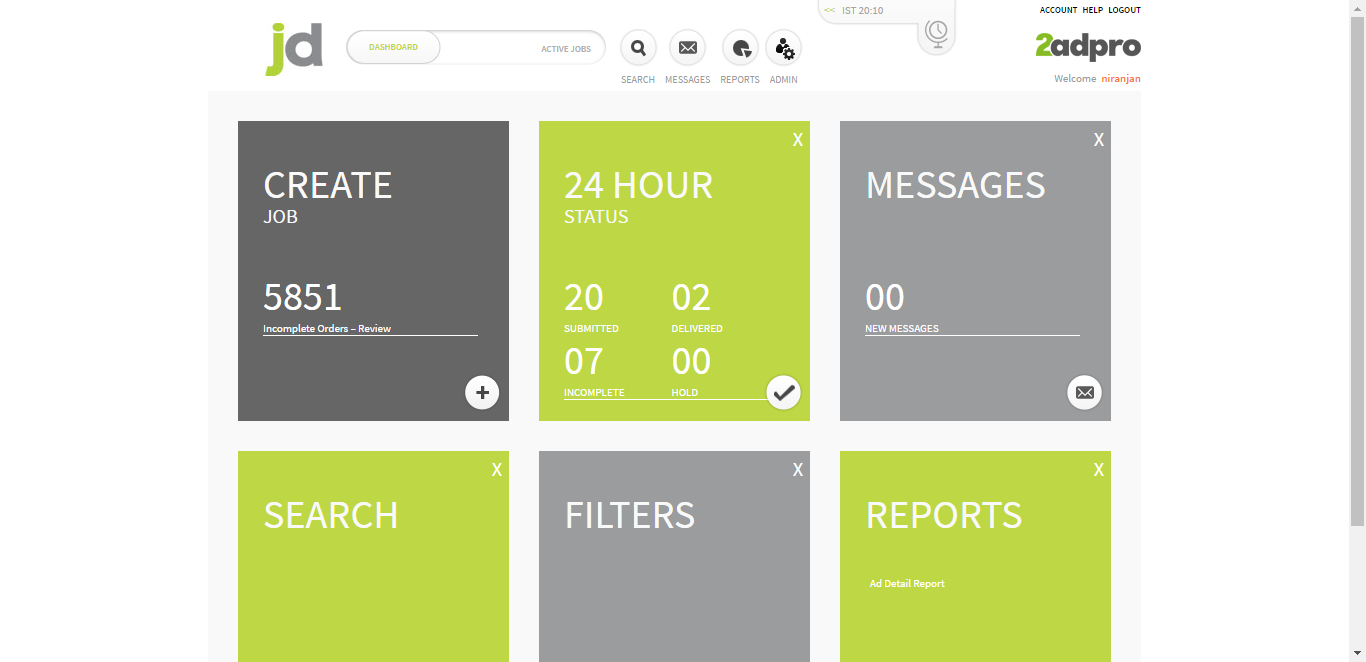 << IST 20:10
ACCOUNT HELP LOGOUT
jd
DASHBOARD
ACTIVE JOBS
2adpro
SEARCH MESSAGES REPORTS ADMIN
Welcome niranjan
X
X
CREATE
JOB
5851
Incomplete Orders – Review
24 HOUR
STATUS
20 02
SUBMITTED DELIVERED
07 00
INCOMPLETE HOLD
MESSAGES
00
NEW MESSAGES
X
X
X
SEARCH
FILTERS
REPORTS
Ad Detail Report